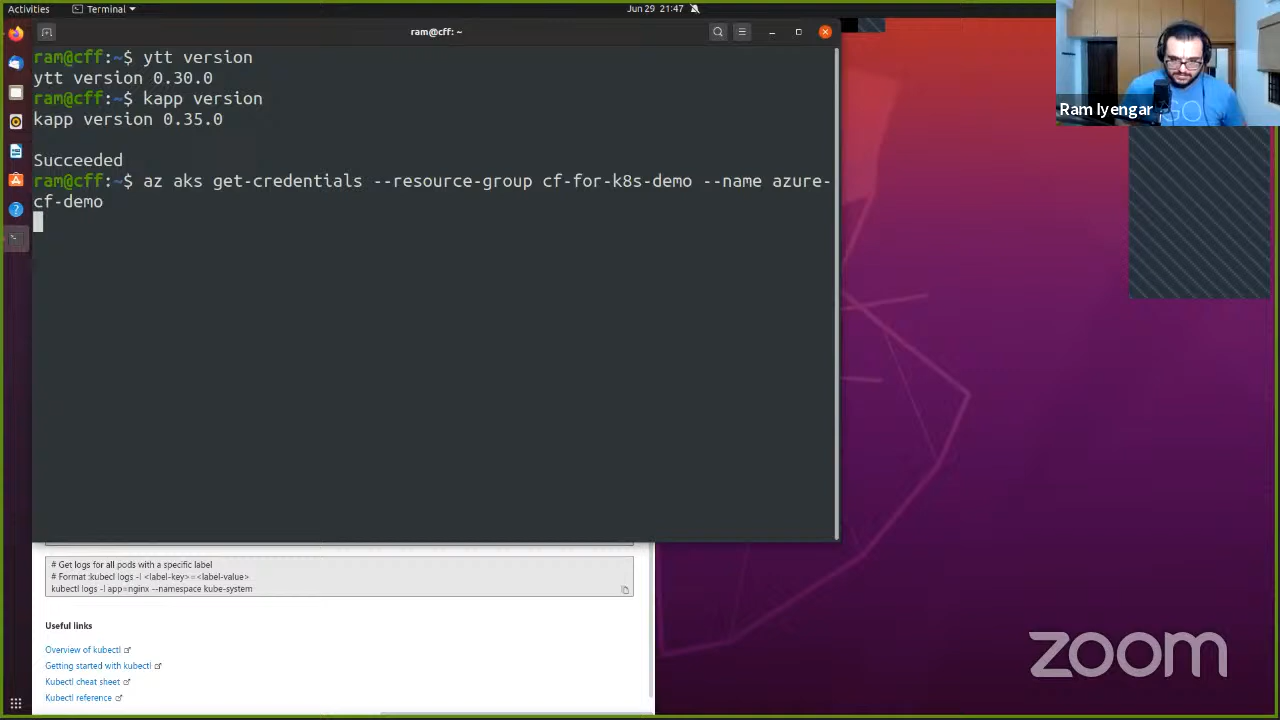 Activities
Terminal
Jun 29 21:47
ram@cff: ~
ram@cff:~$ ytt version
ytt version 0.30.0
ram@cff:~$ kapp version
kapp version 0.35.0
Succeeded
ram@cff:~$ az aks get-credentials --resource-group cf-for-k8s-demo --name azure-
cf-demo
Ram Iyengar
GO
# Get logs for all pods with a specific label
# Format :kubecl logs -l <label-key>=<label-value>
kubectl logs -l app=nginx --namespace kube-system
Useful links
Overview of kubectl
Getting started with kubectl
Kubectl cheat sheet
Kubectl reference
zoom